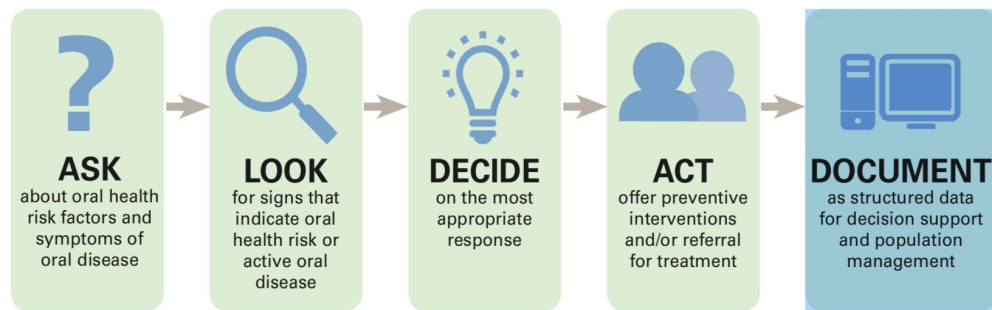 ASK
about oral health
risk factors and
symptoms of
oral disease
LOOK
for signs that
indicate oral
health risk or
active oral
disease
DECIDE
on the most
appropriate
response
ACT
offer preventive
interventions
and/or referral
for treatment
DOCUMENT
as structured data
for decision support
and population
management